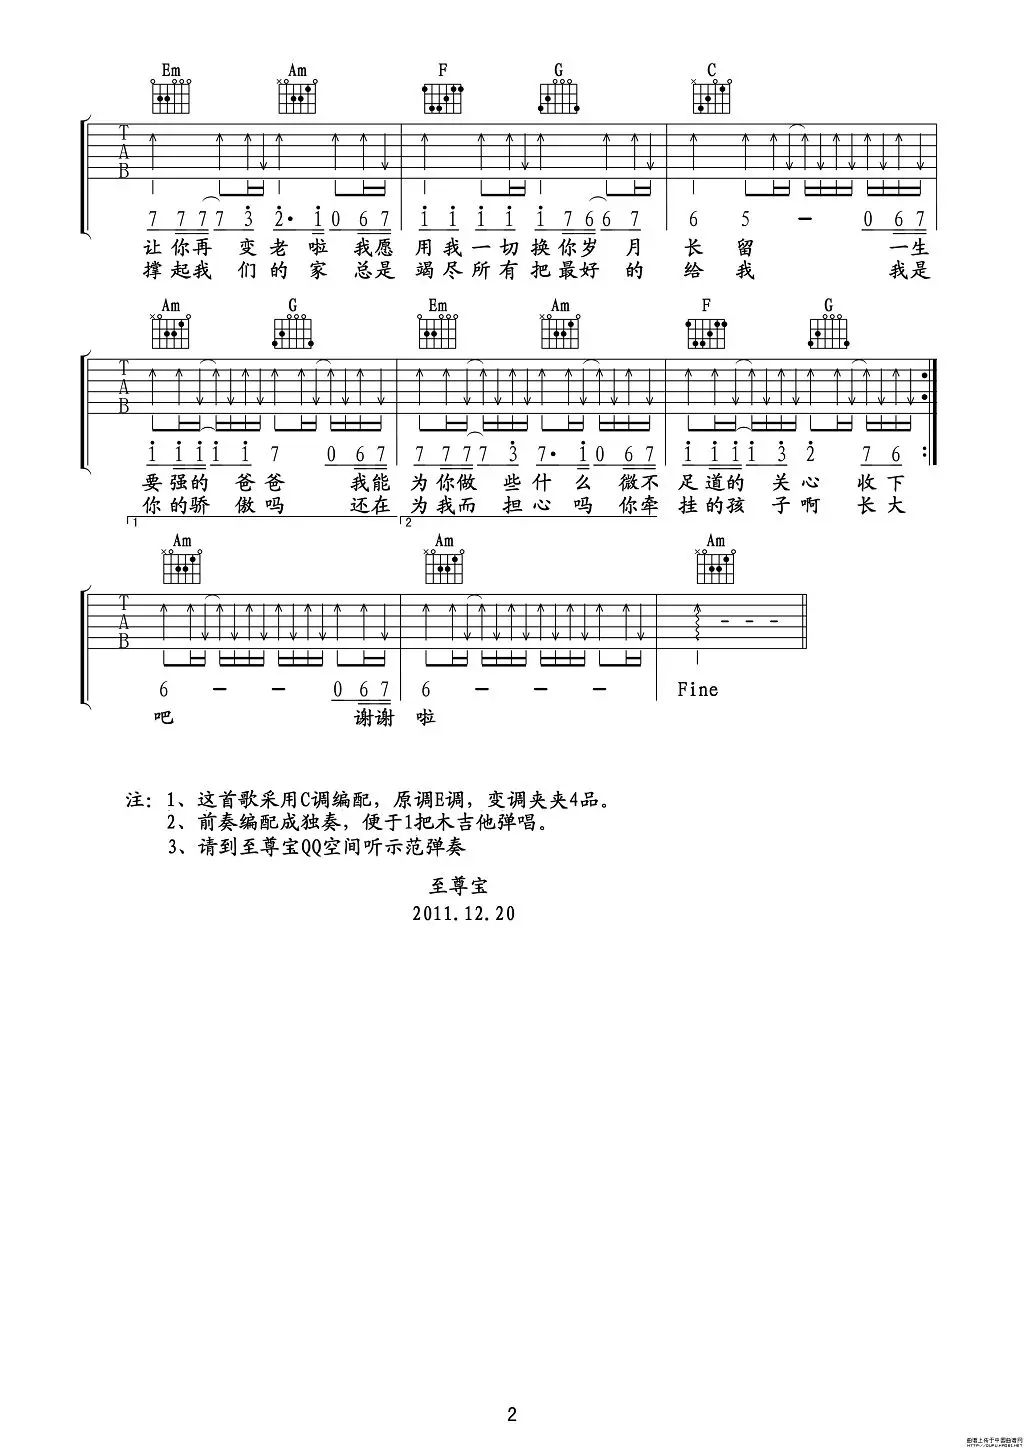 Em Am F G C
T
A
B
7 7 7 7 3 2· 1 0 6 7 1 1 1 1 1 7 6 6 7 6 5 － 0 6 7
让你再 变老啦 我愿 用我一切换你岁 月 长留 一生
撑起我 们的家 总是 竭尽所有把最好 的 给我 我是
Am G Em Am F G
T
A
B
1 1 1 1 1 7 0 6 7 7 7 7 7 3 7· 1 0 6 7 1 1 1 1 3 2 7 6
要强的 爸爸 我能 为你做 些什么 微不 足道的 关心 收下
你的骄 傲吗 还在 为我而 担心吗 你牵 挂的孩 子啊 长大
1 2
Am Am Am
T
A
B
6 － － 0 6 7 6 － － － Fine
吧 谢谢 啦
注：1、这首歌采用C调编配，原调E调，变调夹夹4品。
2、前奏编配成独奏，便于1把木吉他弹唱。
3、请到至尊宝QQ空间听示范弹奏
至尊宝
2011.12.20
2
曲谱上传于中国曲谱网